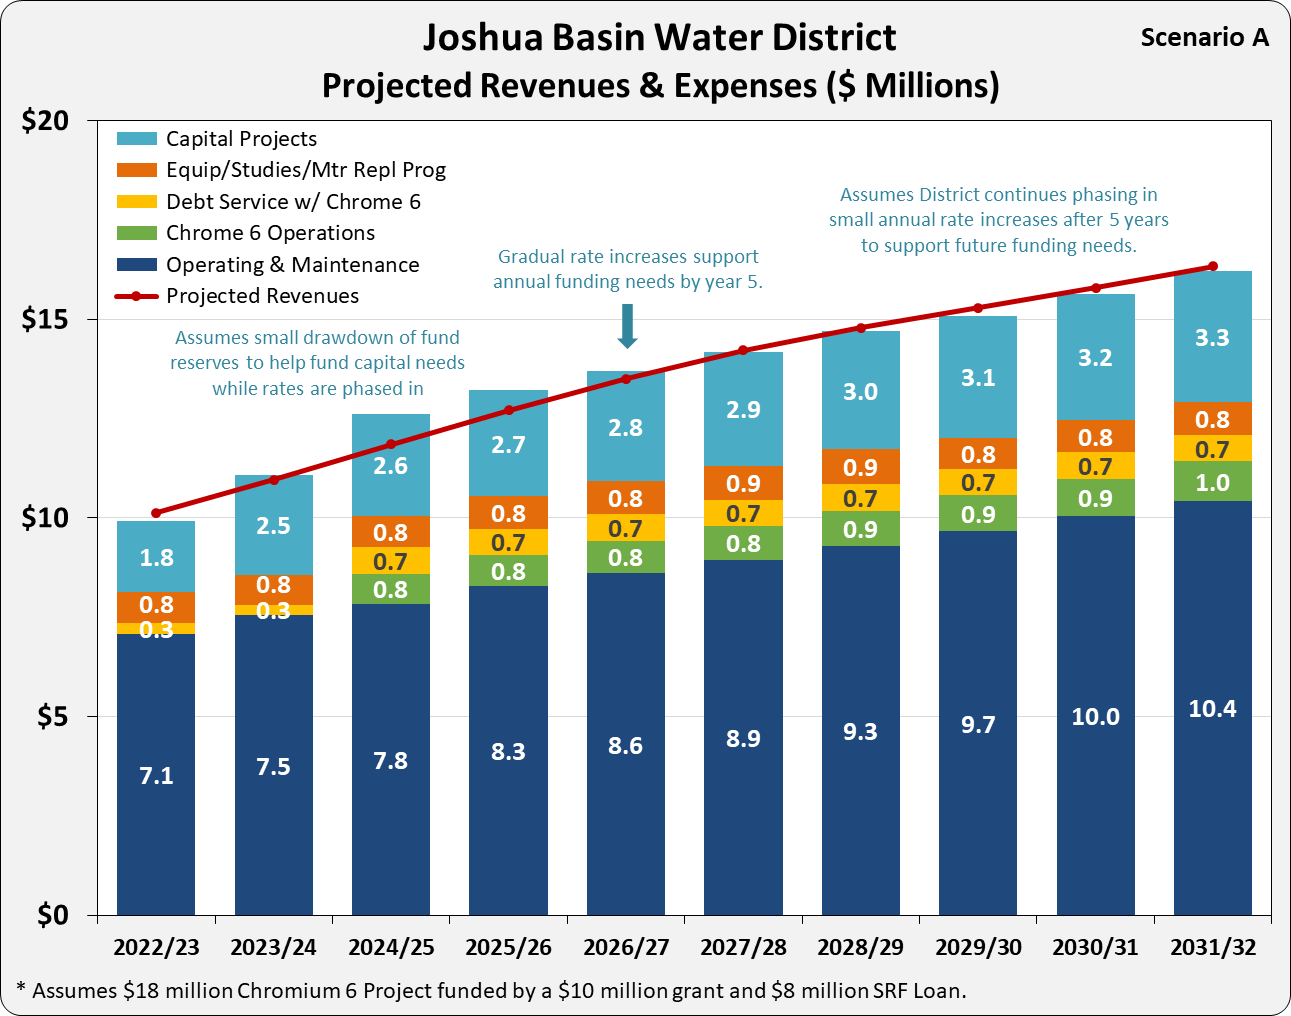 Joshua Basin Water District
Scenario A
Projected Revenues & Expenses ($ Millions)
$20
$15
$10
$5
$0
Capital Projects
Equip/Studies/Mtr Repl Prog
Debt Service w/ Chrome 6
Chrome 6 Operations
Operating & Maintenance
Projected Revenues
Assumes small drawdown of fund
reserves to help fund capital needs
while rates are phased in
Gradual rate increases support
annual funding needs by year 5.
Assumes District continues phasing in
small annual rate increases after 5 years
to support future funding needs.
1.8
0.8
0.3
7.1
2.5
0.8
0.3
7.5
2.6
0.8
0.7
0.8
7.8
2.7
0.8
0.7
0.8
8.3
2.8
0.8
0.7
0.8
8.6
2.9
0.9
0.7
0.8
8.9
3.0
0.9
0.7
0.9
9.3
3.1
0.8
0.7
0.9
9.7
3.2
0.8
0.7
0.9
10.0
3.3
0.8
0.7
1.0
10.4
2022/23 2023/24 2024/25 2025/26 2026/27 2027/28 2028/29 2029/30 2030/31 2031/32
* Assumes $18 million Chromium 6 Project funded by a $10 million grant and $8 million SRF Loan.